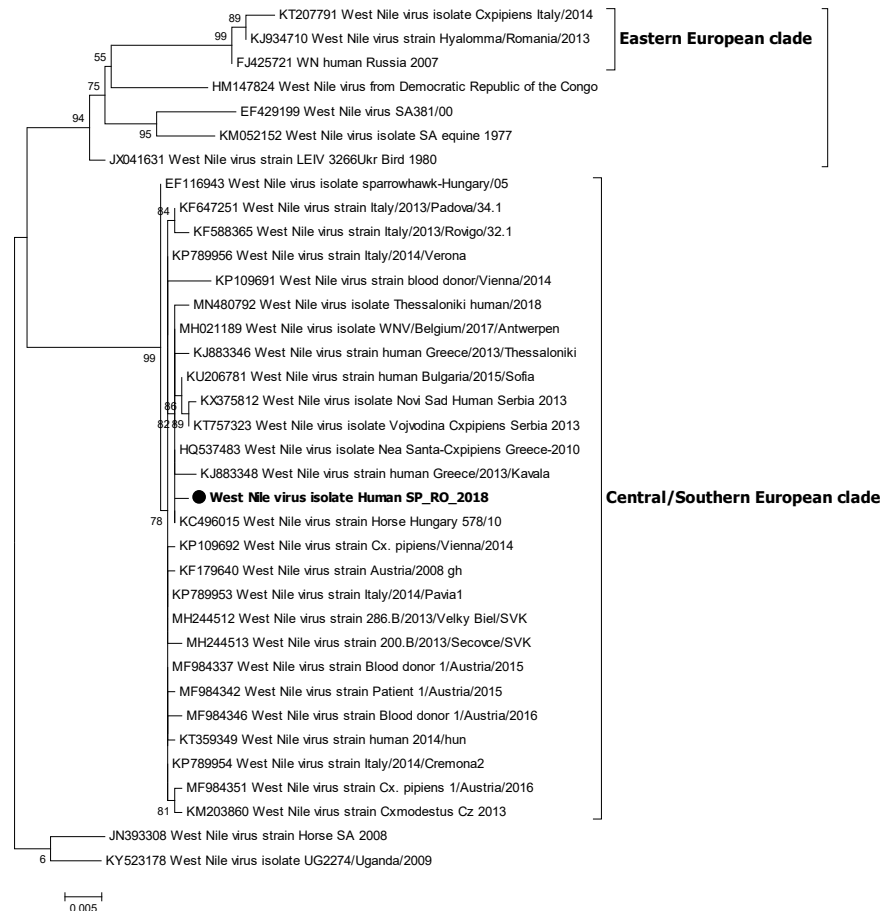 89
KT207791 West Nile virus isolate Cxpipiens Italy/2014
99
KJ934710 West Nile virus strain Hyalomma/Romania/2013
Eastern European clade
55
FJ425721 WN human Russia 2007
75
HM147824 West Nile virus from Democratic Republic of the Congo
94
EF429199 West Nile virus SA381/00
95
KM052152 West Nile virus isolate SA equine 1977
JX041631 West Nile virus strain LEIV 3266Ukr Bird 1980
EF116943 West Nile virus isolate sparrowhawk-Hungary/05
84
KF647251 West Nile virus strain Italy/2013/Padova/34.1
KF588365 West Nile virus strain Italy/2013/Rovigo/32.1
KP789956 West Nile virus strain Italy/2014/Verona
KP109691 West Nile virus strain blood donor/Vienna/2014
MN480792 West Nile virus isolate Thessaloniki human/2018
MH021189 West Nile virus isolate WNV/Belgium/2017/Antwerpen
99
KJ883346 West Nile virus strain human Greece/2013/Thessaloniki
KU206781 West Nile virus strain human Bulgaria/2015/Sofia
86
KX375812 West Nile virus isolate Novi Sad Human Serbia 2013
82 89
KT757323 West Nile virus isolate Vojvodina Cxpipiens Serbia 2013
HQ537483 West Nile virus isolate Nea Santa-Cxpipiens Greece-2010
KJ883348 West Nile virus strain human Greece/2013/Kavala
West Nile virus isolate Human SP_RO_2018
Central/Southern European clade
78
KC496015 West Nile virus strain Horse Hungary 578/10
KP109692 West Nile virus strain Cx. pipiens/Vienna/2014
KF179640 West Nile virus strain Austria/2008 gh
KP789953 West Nile virus strain Italy/2014/Pavia1
MH244512 West Nile virus strain 286.B/2013/Velky Biel/SVK
MH244513 West Nile virus strain 200.B/2013/Secovce/SVK
MF984337 West Nile virus strain Blood donor 1/Austria/2015
MF984342 West Nile virus strain Patient 1/Austria/2015
MF984346 West Nile virus strain Blood donor 1/Austria/2016
KT359349 West Nile virus strain human 2014/hun
KP789954 West Nile virus strain Italy/2014/Cremona2
MF984351 West Nile virus strain Cx. pipiens 1/Austria/2016
81
KM203860 West Nile virus strain Cxmodestus Cz 2013
JN393308 West Nile virus strain Horse SA 2008
6
KY523178 West Nile virus isolate UG2274/Uganda/2009
0.005